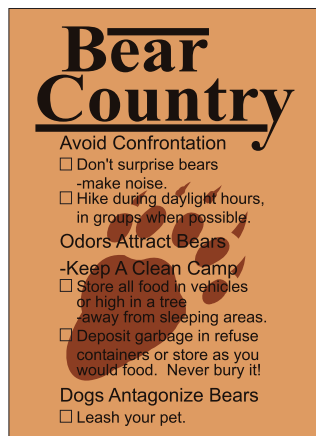 Bear
Country
Avoid Confrontation
Don't surprise bears
-make noise.
Hike during daylight hours,
in groups when possible.
Odors Attract Bears
-Keep A Clean Camp
Store all food in vehicles
or high in a tree
-away from sleeping areas.
Deposit garbage in refuse
containers or store as you
would food.  Never bury it!
Dogs Antagonize Bears
Leash your pet.